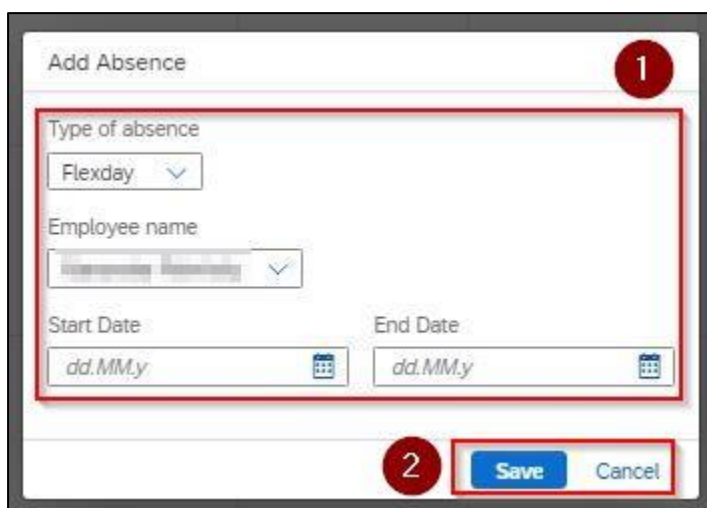 Add Absence
1
Type of absence
Flexday
Employee name
Start Date End Date
dd.MM.y dd.MM.y
2 Save Cancel